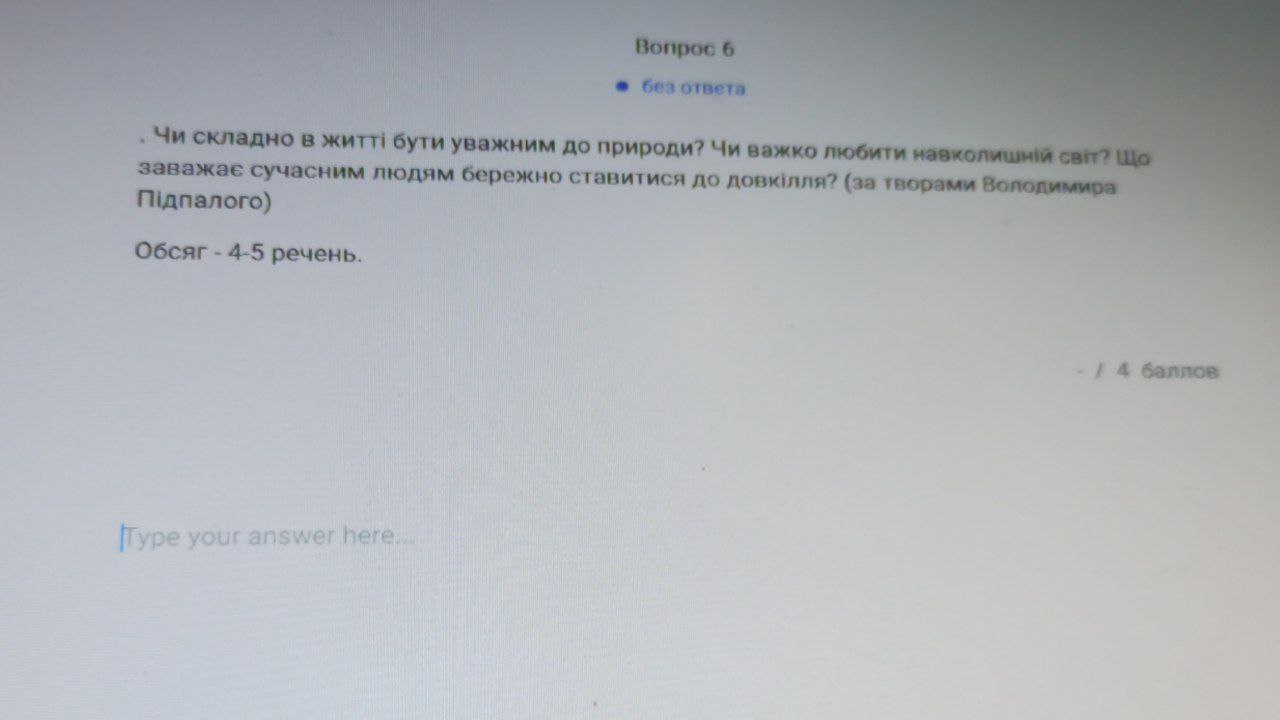 Вопрос 6
без ответа
. Чи складно в житті бути уважним до природи? Чи важко любити навколишній світ? Що
заважає сучасним людям бережно ставитися до довкілля? (за творами Володимира
Підпалого)
Обсяг - 4-5 речень.
- / 4 баллов
Type your answer here...